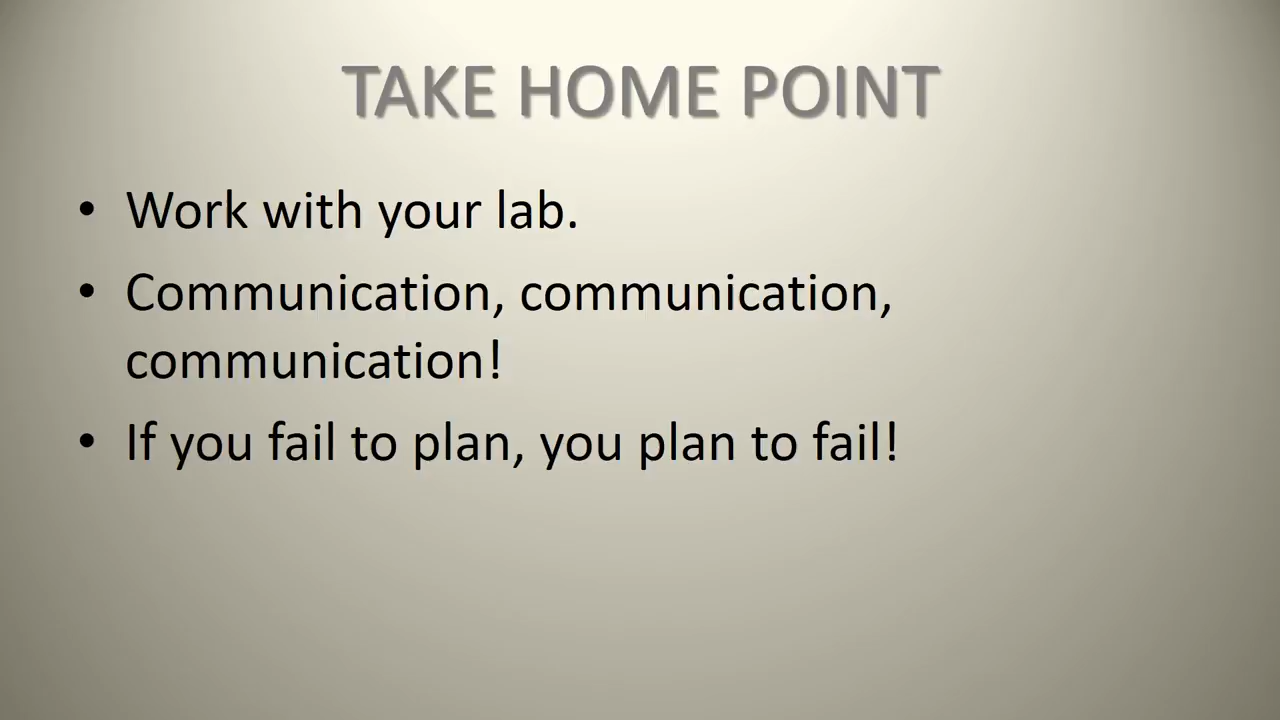 TAKE HOME POINT
• Work with your lab.
• Communication, communication,
communication!
• If you fail to plan, you plan to fail!